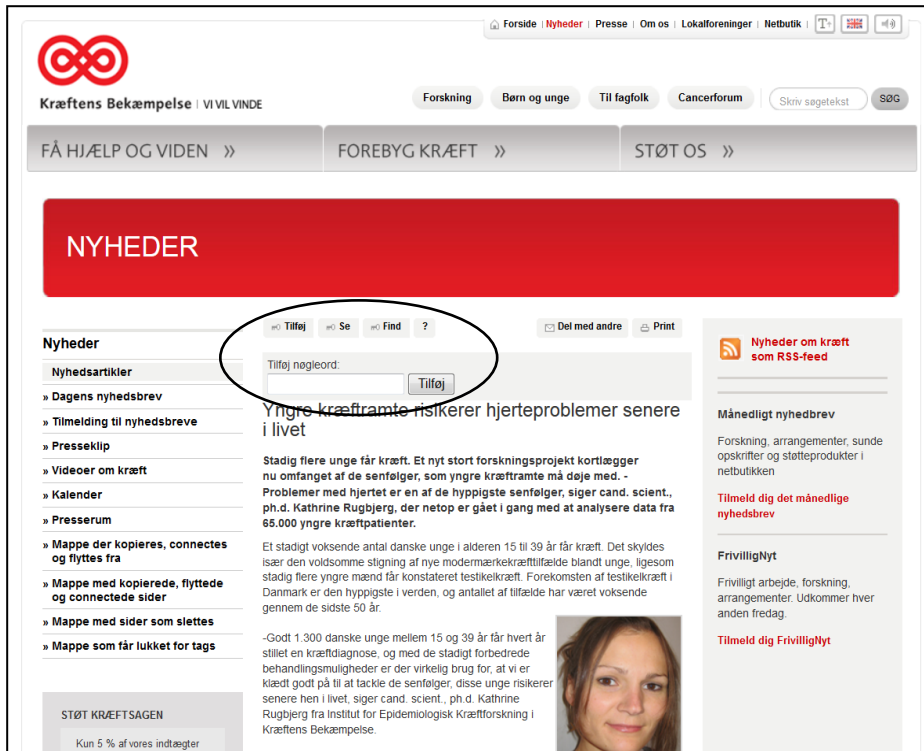 Forside | Nyheder | Presse | Om os | Lokalforeninger | Netbutik | T↑
Kræftens Bekæmpelse | VI VIL VINDE
Forskning Børn og unge Til fagfolk Cancerforum Skriv søgetekst SØG
FÅ HJÆLP OG VIDEN » FOREBYG KRÆFT » STØT OS »
NYHEDER
Tilføj Se Find ? Del med andre Print
Tilføj nøgleord:
Tilføj
Nyheder
Nyhedsartikler
» Dagens nyhedsbrev
» Tilmelding til nyhedsbreve
» Presseklip
» Videoer om kræft
» Kalender
» Presserum
» Mappe der kopieres, connectes
og flyttes fra
» Mappe med kopierede, flyttede
og connectede sider
» Mappe med sider som slettes
» Mappe som får lukket for tags
STØT KRÆFTSAGEN
Kun 5 % af vores indtægter
Yngre kræftramte risikerer hjerteproblemer senere
i livet
Stadig flere unge får kræft. Et nyt stort forskningsprojekt kortlægger
nu omfanget af de senfølger, som yngre kræftramte må døje med. -
Problemer med hjertet er en af de hyppigste senfølger, siger cand. scient.,
ph.d. Kathrine Rugbjerg, der netop er gået i gang med at analysere data fra
65.000 yngre kræftpatienter.
Et stadigt voksende antal danske unge i alderen 15 til 39 år får kræft. Det skyldes
især den voldsomme stigning af nye modermærkekræfttilfælde blandt unge, ligesom
stadig flere yngre mænd får konstateret testikelkræft. Forekomsten af testikelkræft i
Danmark er den hyppigste i verden, og antallet af tilfælde har været voksende
gennem de sidste 50 år.
-Godt 1.300 danske unge mellem 15 og 39 år får hvert år
stillet en kræftdiagnose, og med de stadigt forbedrede
behandlingsmuligheder er der virkelig brug for, at vi er
klædt godt på til at tackle de senfølger, disse unge risikerer
senere hen i livet, siger cand. scient., ph.d. Kathrine
Rugbjerg fra Institut for Epidemiologisk Kræftforskning i
Kræftens Bekæmpelse.
Nyheder om kræft
som RSS-feed
Månedligt nyhedbrev
Forskning, arrangementer, sunde
opskrifter og støtteprodukter i
netbutikken
Tilmeld dig det månedlige
nyhedsbrev
FrivilligNyt
Frivilligt arbejde, forskning,
arrangementer. Udkommer hver
anden fredag.
Tilmeld dig FrivilligNyt